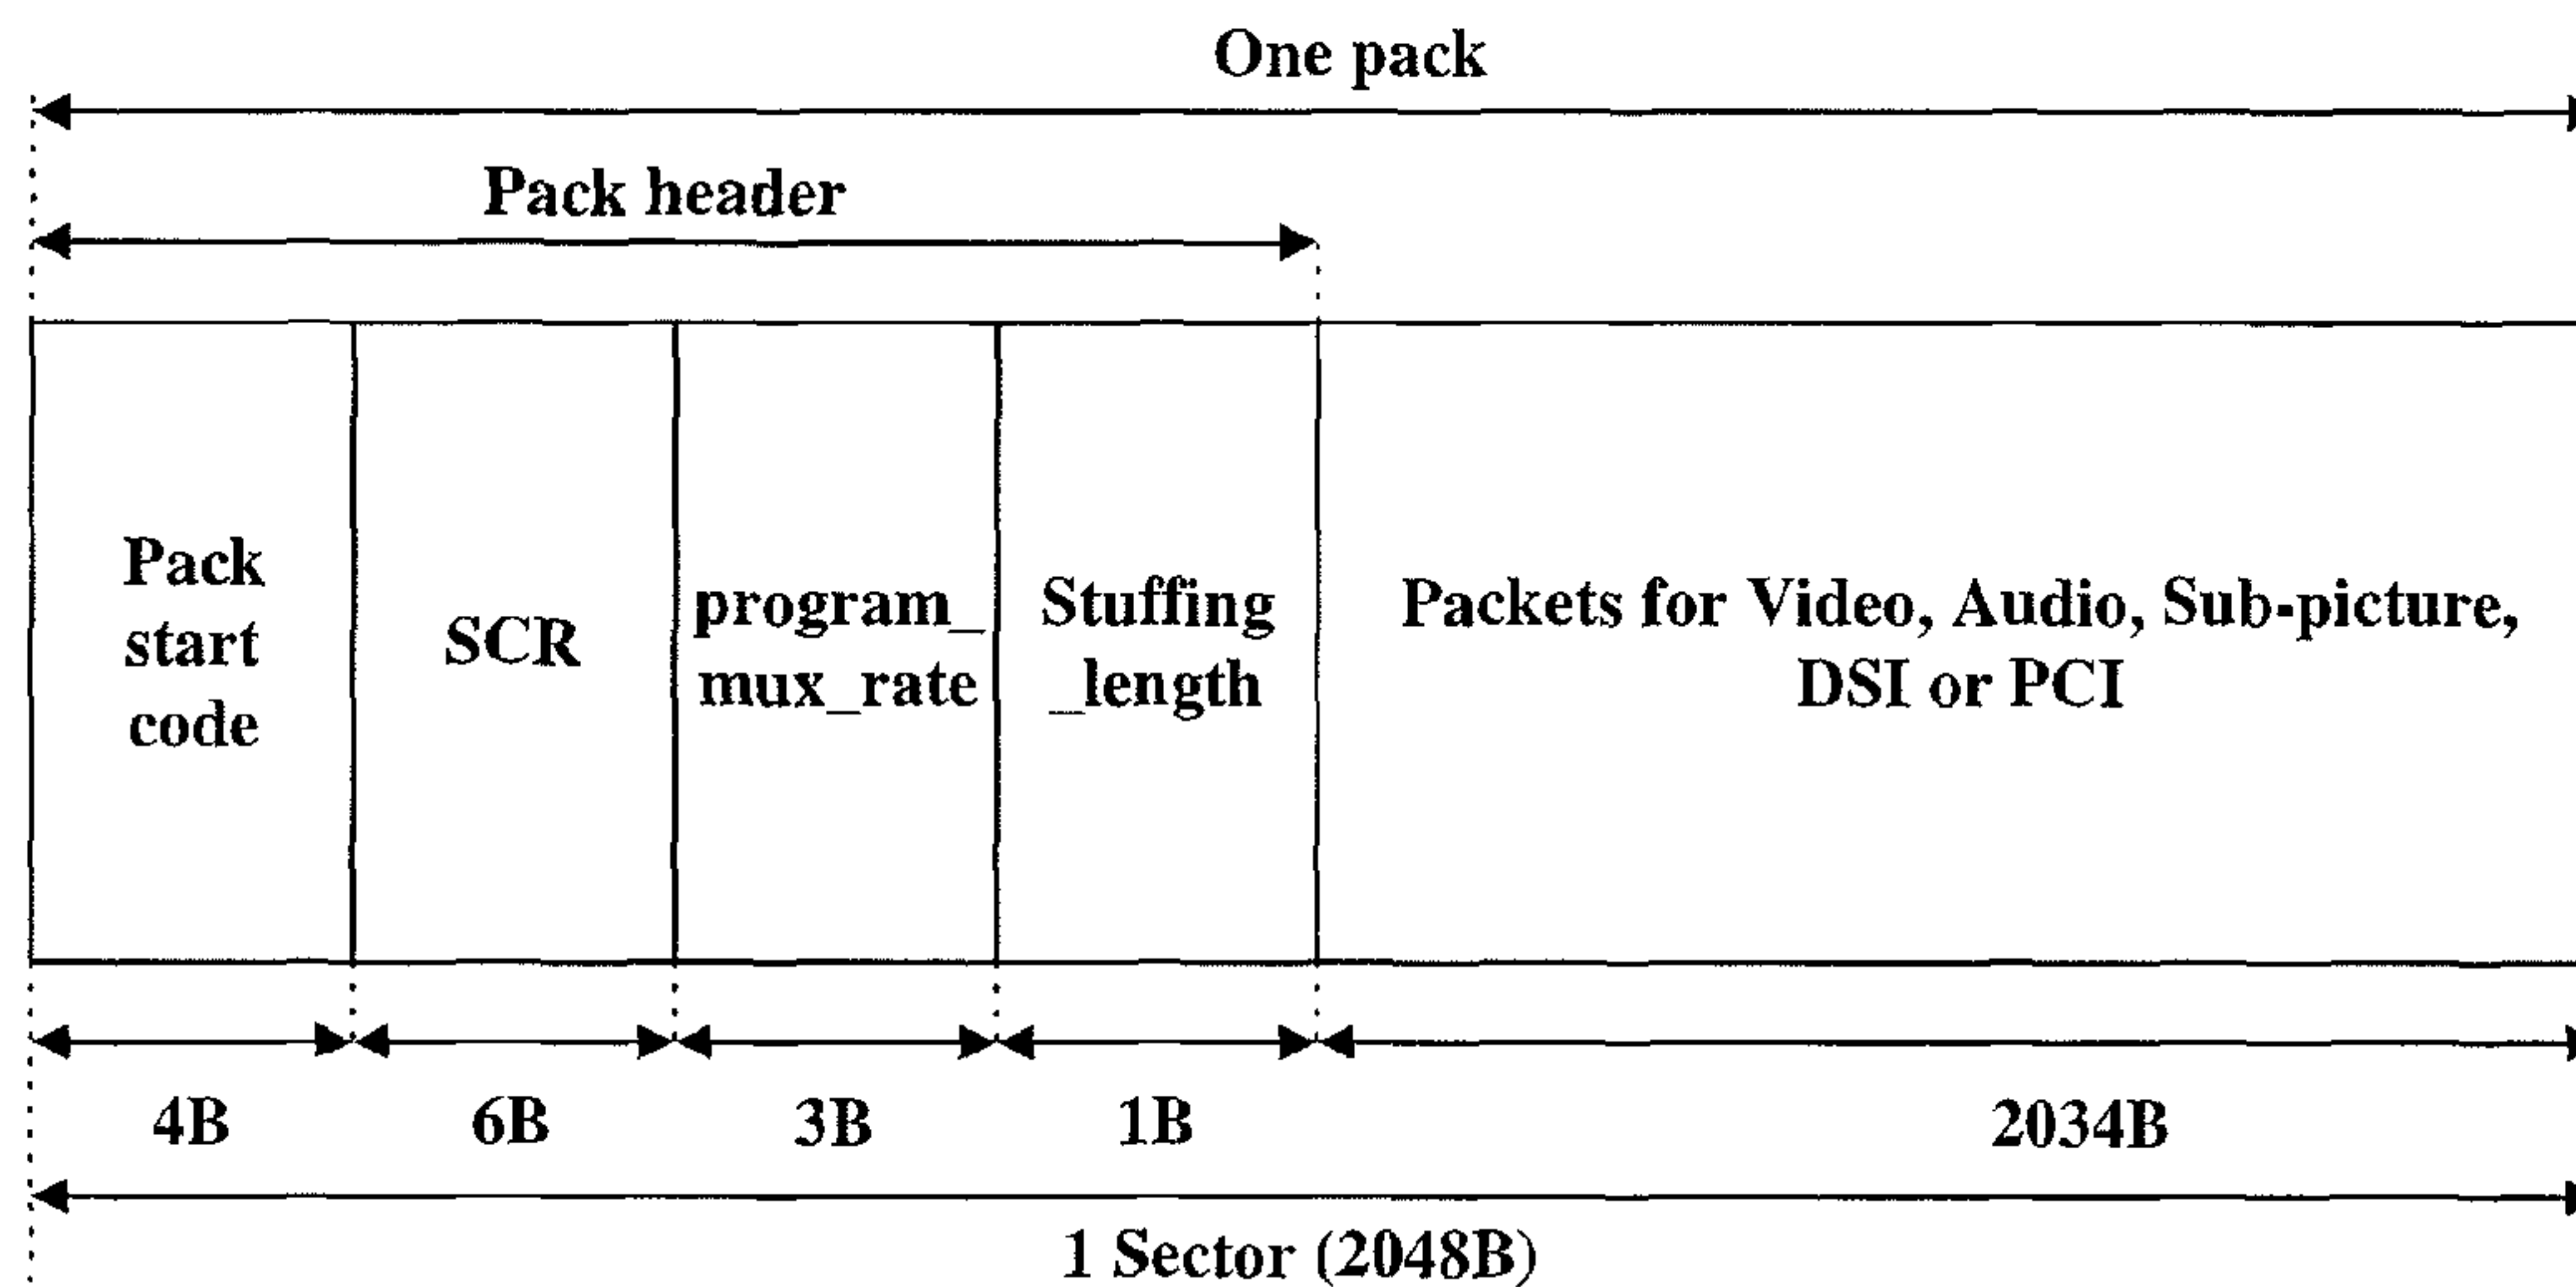 One pack
Pack header
Pack
start
code
SCR
program_
mux_rate
Stuffing
_length
Packets for Video, Audio, Sub-picture,
DSI or PCI
4B
6B
3B
1B
2034B
1 Sector (2048B)